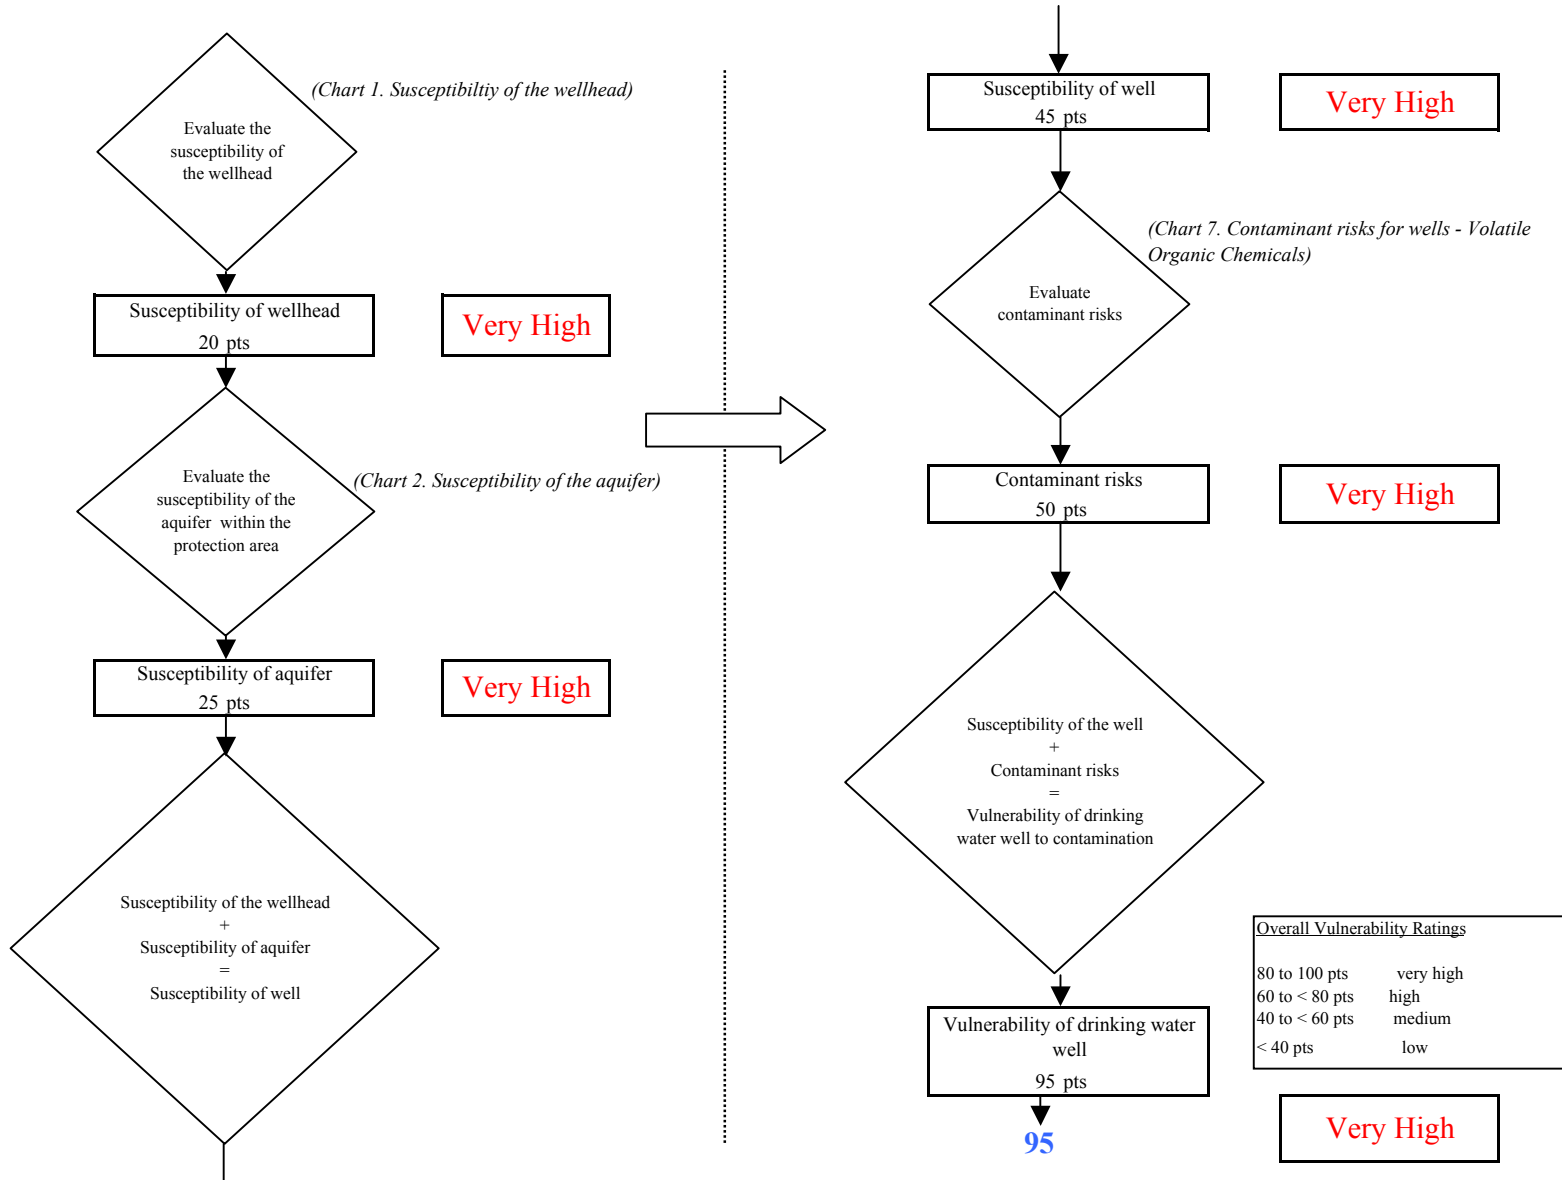 (Chart 1. Susceptibiltiy of the wellhead)
Evaluate the
susceptibility of
the wellhead
Susceptibility of wellhead
20 pts
Very High
Evaluate the
susceptibility of the
aquifer within the
protection area
(Chart 2. Susceptibility of the aquifer)
Susceptibility of aquifer
25 pts
Very High
Susceptibility of the wellhead
+
Susceptibility of aquifer
=
Susceptibility of well
Susceptibility of well
45 pts
Very High
(Chart 7. Contaminant risks for wells - Volatile
Organic Chemicals)
Evaluate
contaminant risks
Contaminant risks
50 pts
Very High
Susceptibility of the well
+
Contaminant risks
=
Vulnerability of drinking
water well to contamination
Overall Vulnerability Ratings
80 to 100 pts very high
60 to < 80 pts high
40 to < 60 pts medium
< 40 pts low
Vulnerability of drinking water
well
95 pts
95
Very High